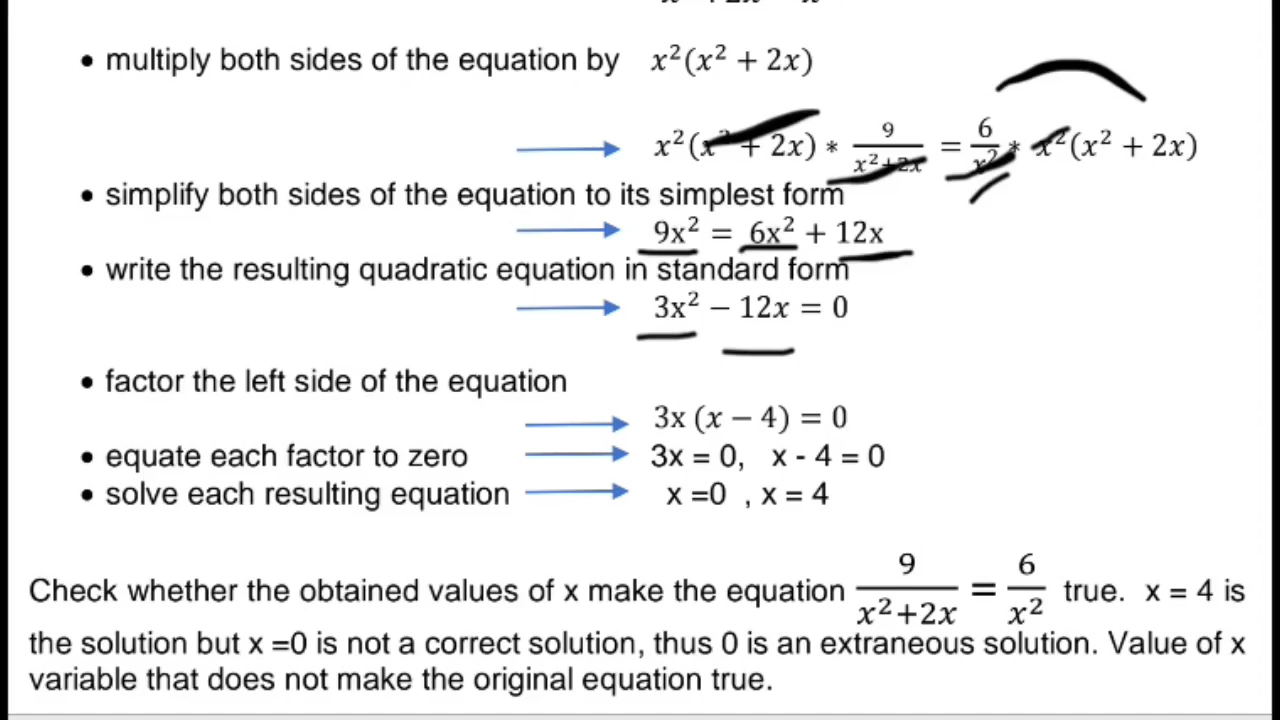 • multiply both sides of the equation by x²(x² + 2x)
x²(x² + 2x) * 9/(x²+2x) = 6/x² * x²(x² + 2x)
• simplify both sides of the equation to its simplest form
9x² = 6x² + 12x
• write the resulting quadratic equation in standard form
3x² − 12x = 0
• factor the left side of the equation
3x (x − 4) = 0
• equate each factor to zero 3x = 0, x - 4 = 0
• solve each resulting equation x =0 , x = 4
Check whether the obtained values of x make the equation 9/(x²+2x) = 6/x² true. x = 4 is
the solution but x =0 is not a correct solution, thus 0 is an extraneous solution. Value of x
variable that does not make the original equation true.